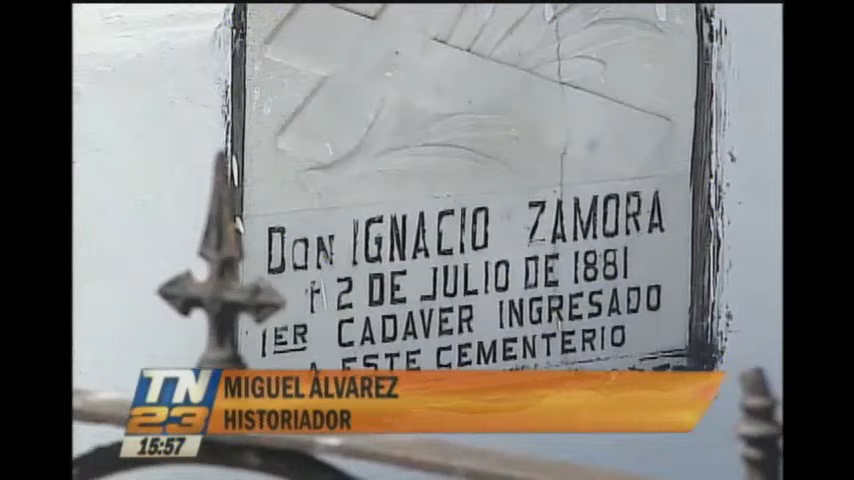 DON IGNACIO ZAMORA
† 2 DE JULIO DE 1881
1ER CADAVER INGRESADO
A ESTE CEMENTERIO
TN
23
15:57
MIGUEL ÁLVAREZ
HISTORIADOR